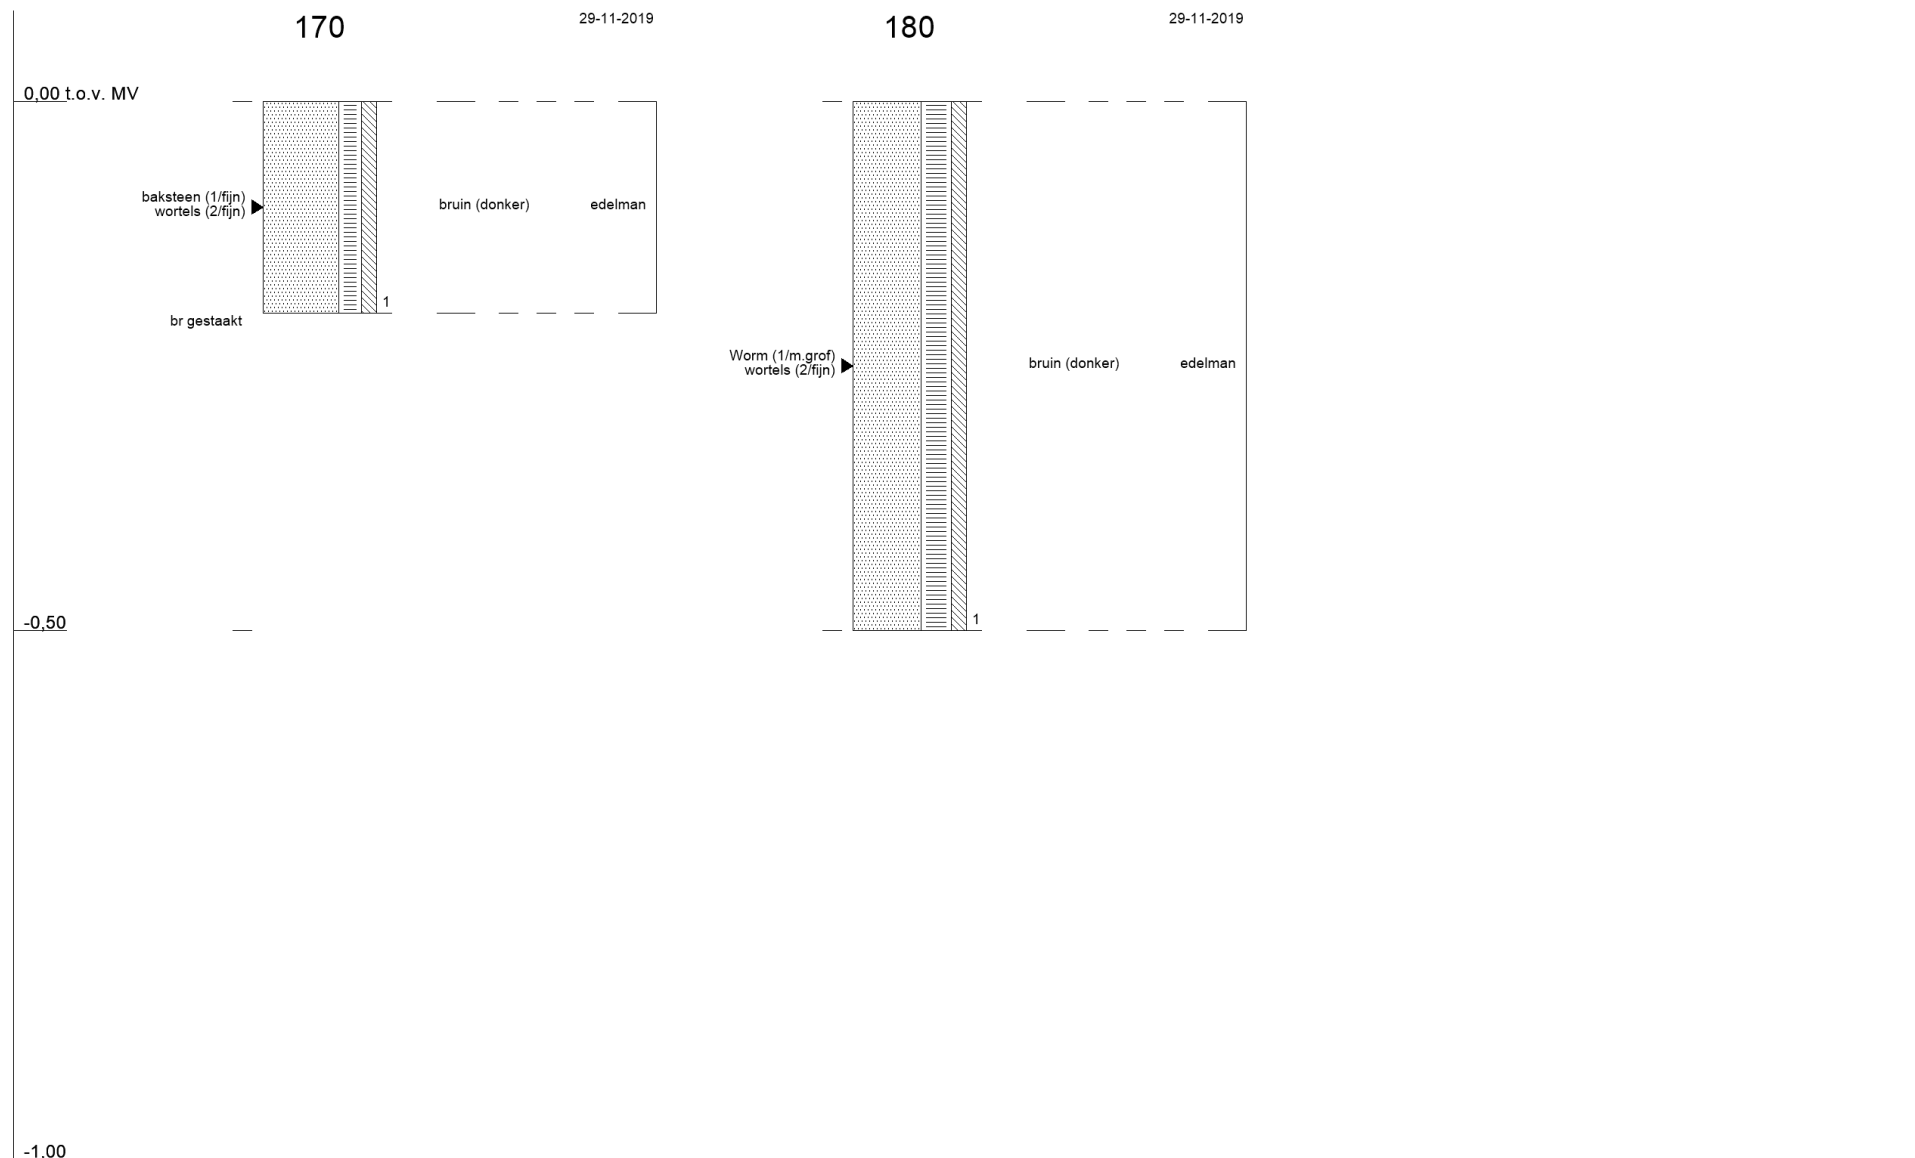 170
29-11-2019
180
29-11-2019
0,00 t.o.v. MV
baksteen (1/fijn)
wortels (2/fijn)
bruin (donker)
edelman
1
br gestaakt
Worm (1/m.grof)
wortels (2/fijn)
bruin (donker)
edelman
1
-0,50
-1,00